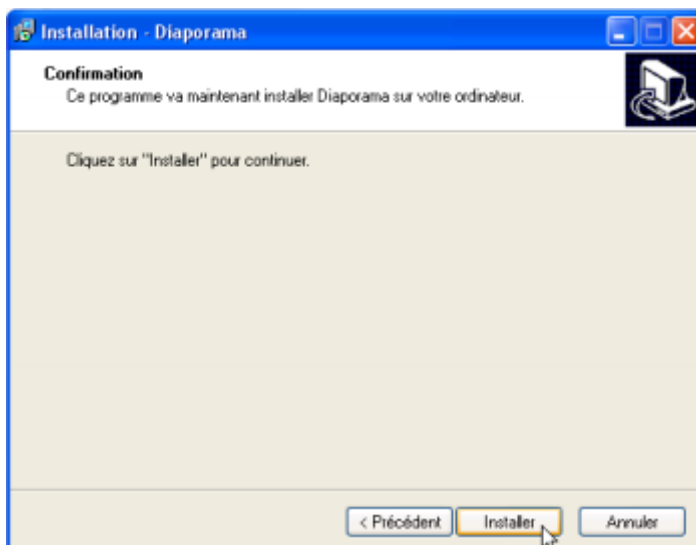 Installation - Diaporama
Confirmation
Ce programme va maintenant installer Diaporama sur votre ordinateur.
Cliquez sur "Installer" pour continuer.
< Précédent Installer Annuler